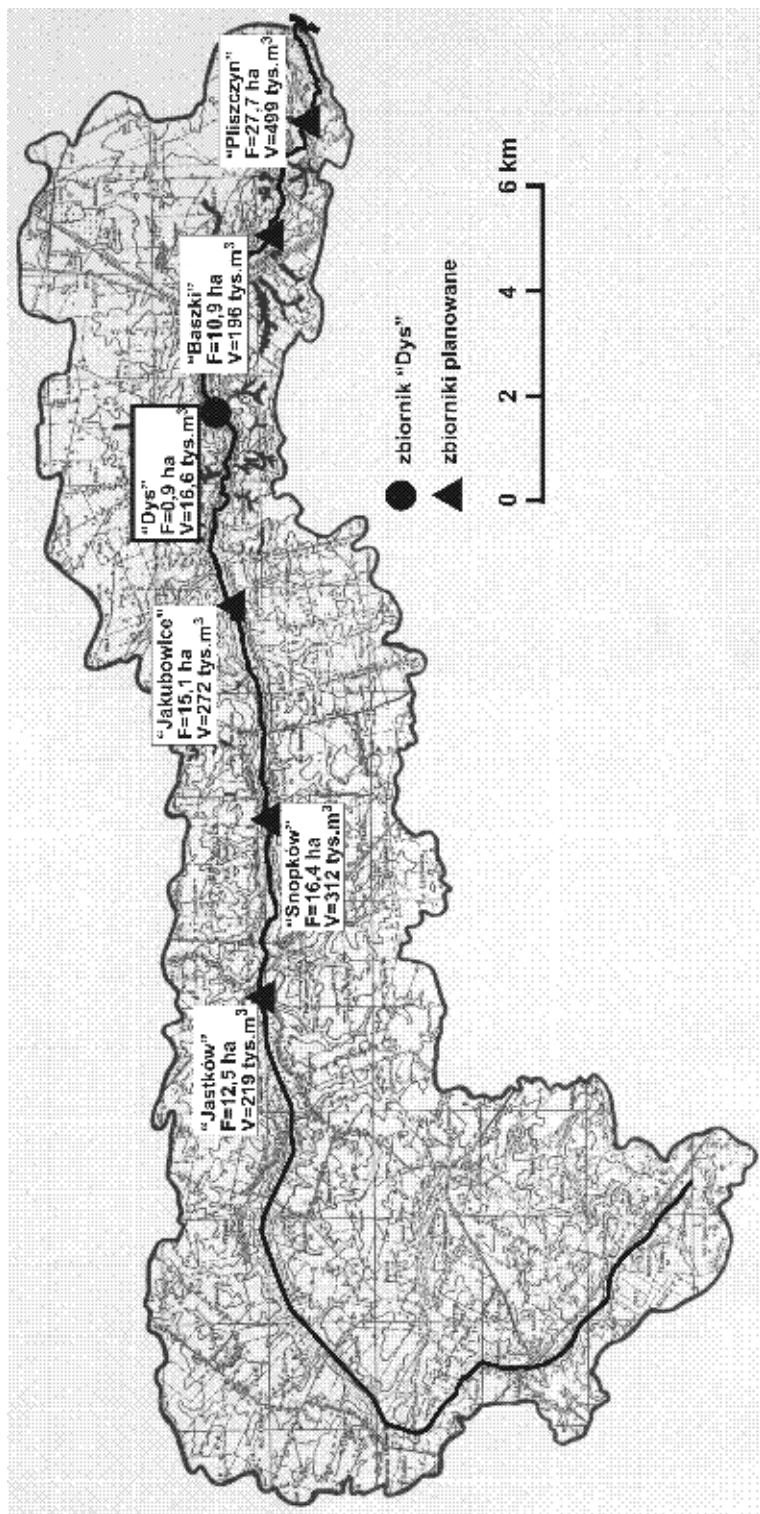 “Pliszczyn”
F=27,7 ha
V=499 tys.m³
“Baszki”
F=10,9 ha
V=196 tys.m³
“Dys”
F=0,9 ha
V=16,6 tys.m³
“Jakubowice”
F=15,1 ha
V=272 tys.m³
“Snopków”
F=16,4 ha
V=312 tys.m³
“Jastków”
F=12,5 ha
V=219 tys.m³
zbiornik “Dys”
zbiorniki planowane
0 2 4 6 km